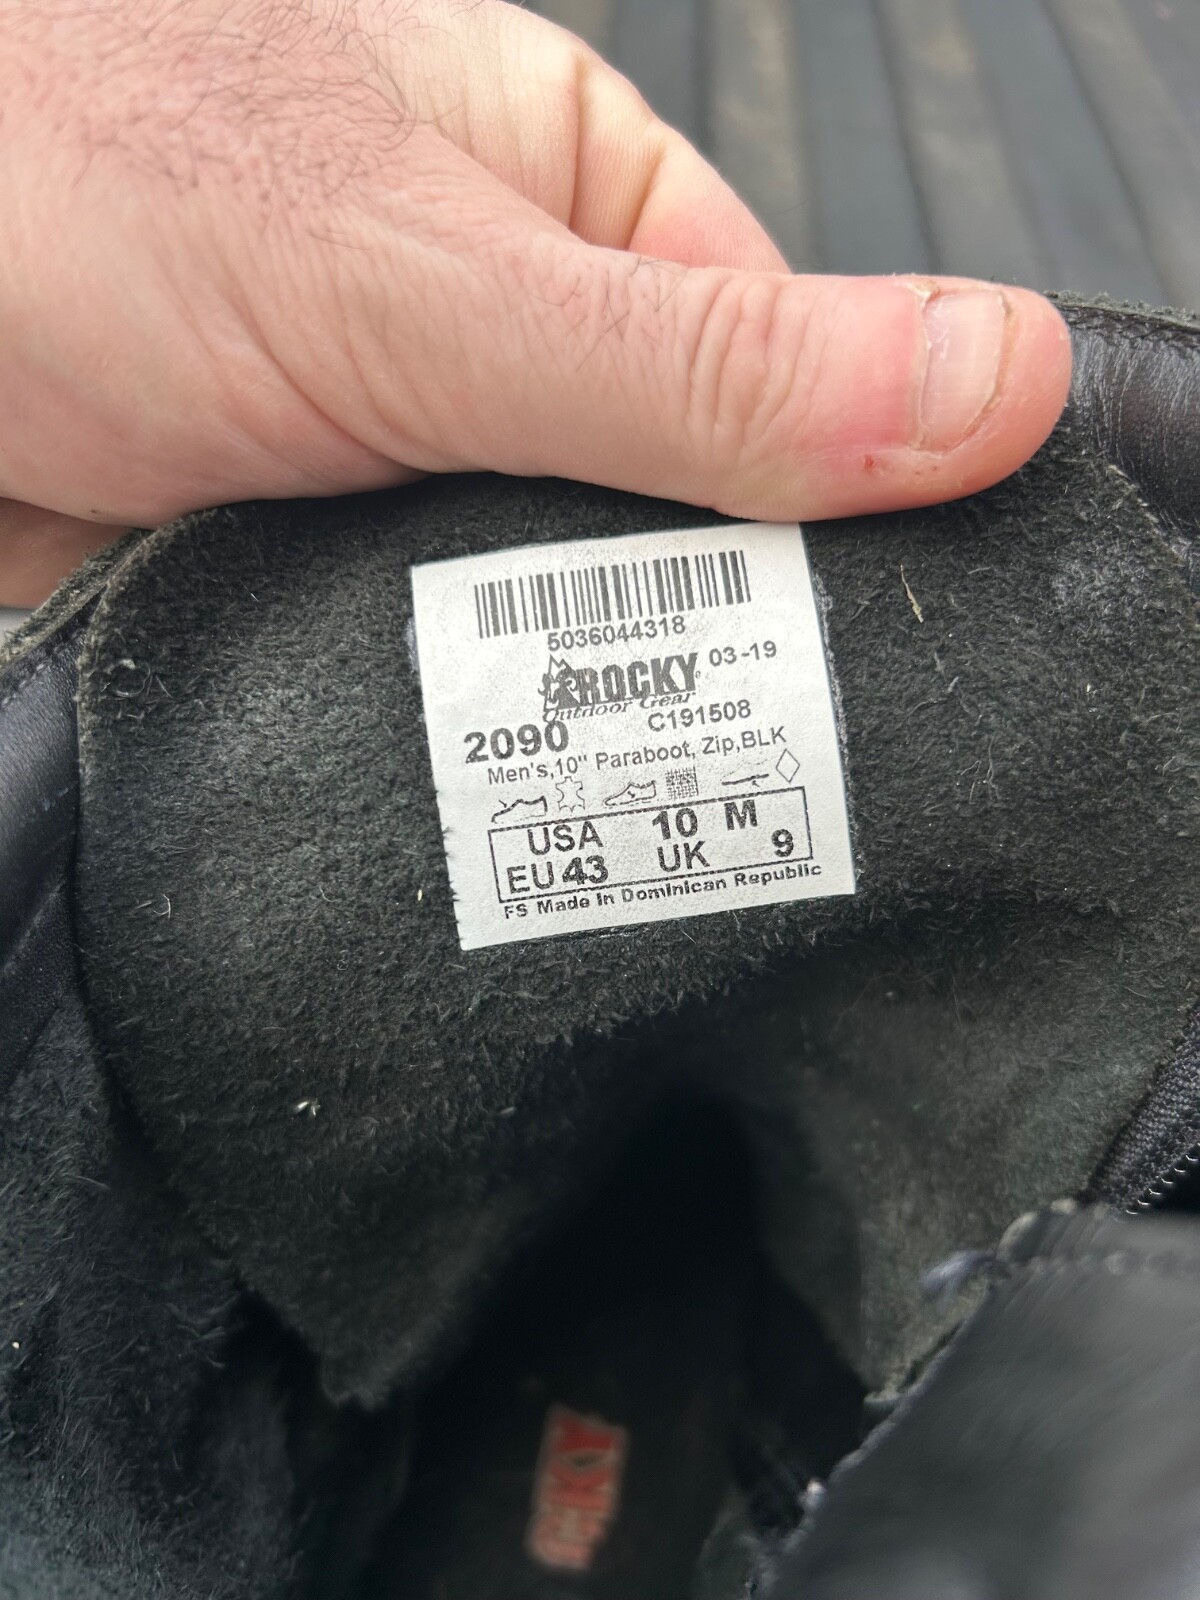 5036044318
ROCKY 03-19
Outdoor Gear
2090 C191508
Men's,10" Paraboot, Zip,BLK
USA 10 M
EU 43 UK 9
FS Made In Dominican Republic
ROCKY